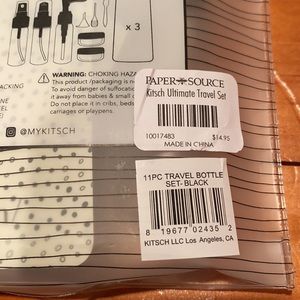 x 3
PACKING
WARNING: CHOKING HAZA
This product /packaging is
To avoid danger of suffocation
it away from babies & small c
Do not place it in cribs, beds
carriages or playpens.
@MYKITSCH
PAPER SOURCE
Kitsch Ultimate Travel Set
10017483
$14.95
MADE IN CHINA
11PC TRAVEL BOTTLE
SET- BLACK
8 19677 02435 2
KITSCH LLC Los Angeles, CA